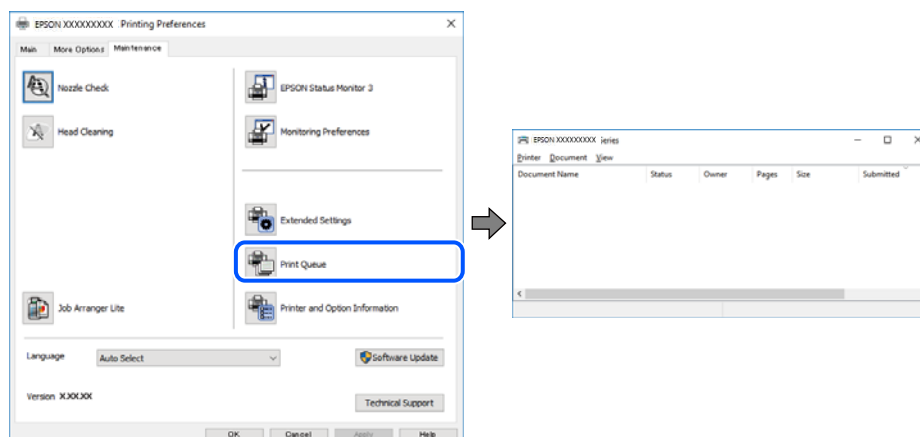 EPSON XXXXXXXXX Printing Preferences
Main More Options Maintenance
Nozzle Check
EPSON Status Monitor 3
Head Cleaning
Monitoring Preferences
Extended Settings
Print Queue
Job Arranger Lite
Printer and Option Information
Language Auto Select
Software Update
Version X.XX.XX
Technical Support
OK Cancel Apply Help
EPSON XXXXXXXXX ieries
Printer Document View
Document Name Status Owner Pages Size Submitted